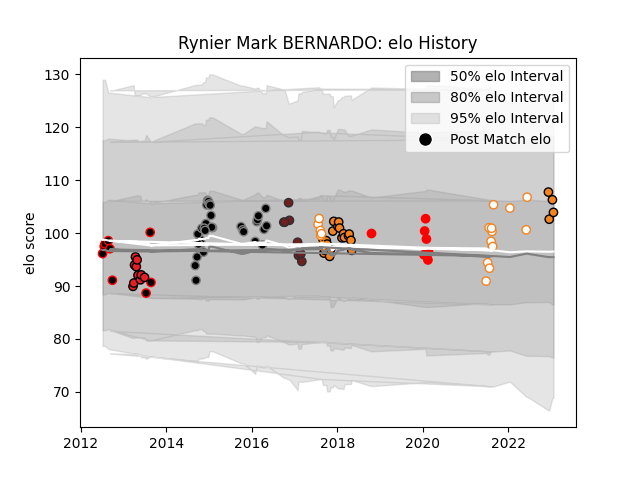 Rynier Mark BERNARDO: elo History
130
120
110
100
90
80
70
elo score
50% elo Interval
80% elo Interval
95% elo Interval
Post Match elo
2012
2014
2016
2018
2020
2022